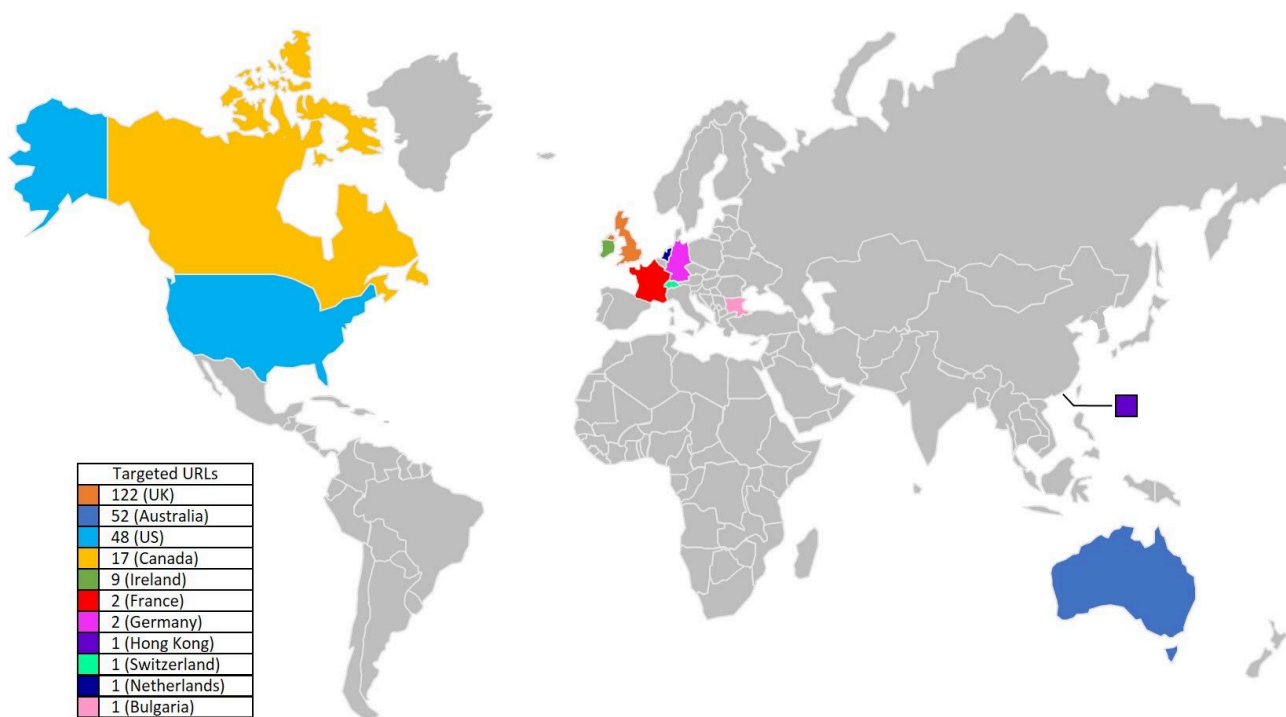 Targeted URLs
122 (UK)
52 (Australia)
48 (US)
17 (Canada)
9 (Ireland)
2 (France)
2 (Germany)
1 (Hong Kong)
1 (Switzerland)
1 (Netherlands)
1 (Bulgaria)